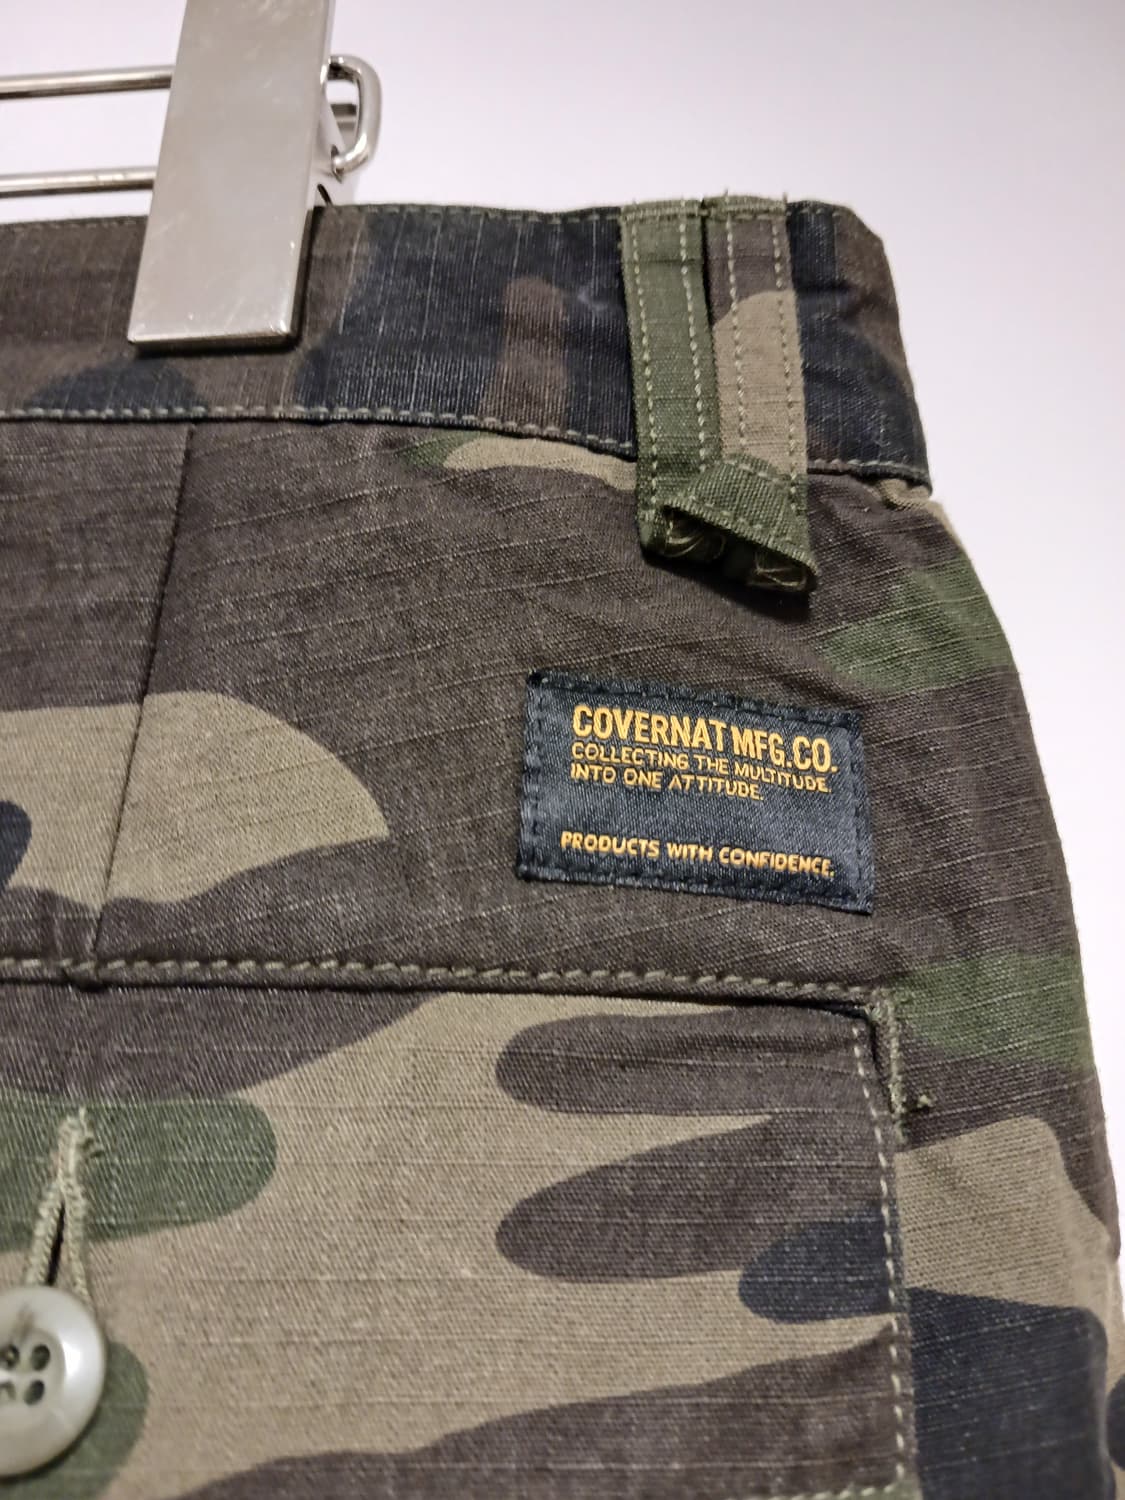 COVERNAT MFG.CO.
COLLECTING THE MULTITUDE
INTO ONE ATTITUDE.
PRODUCTS WITH CONFIDENCE.